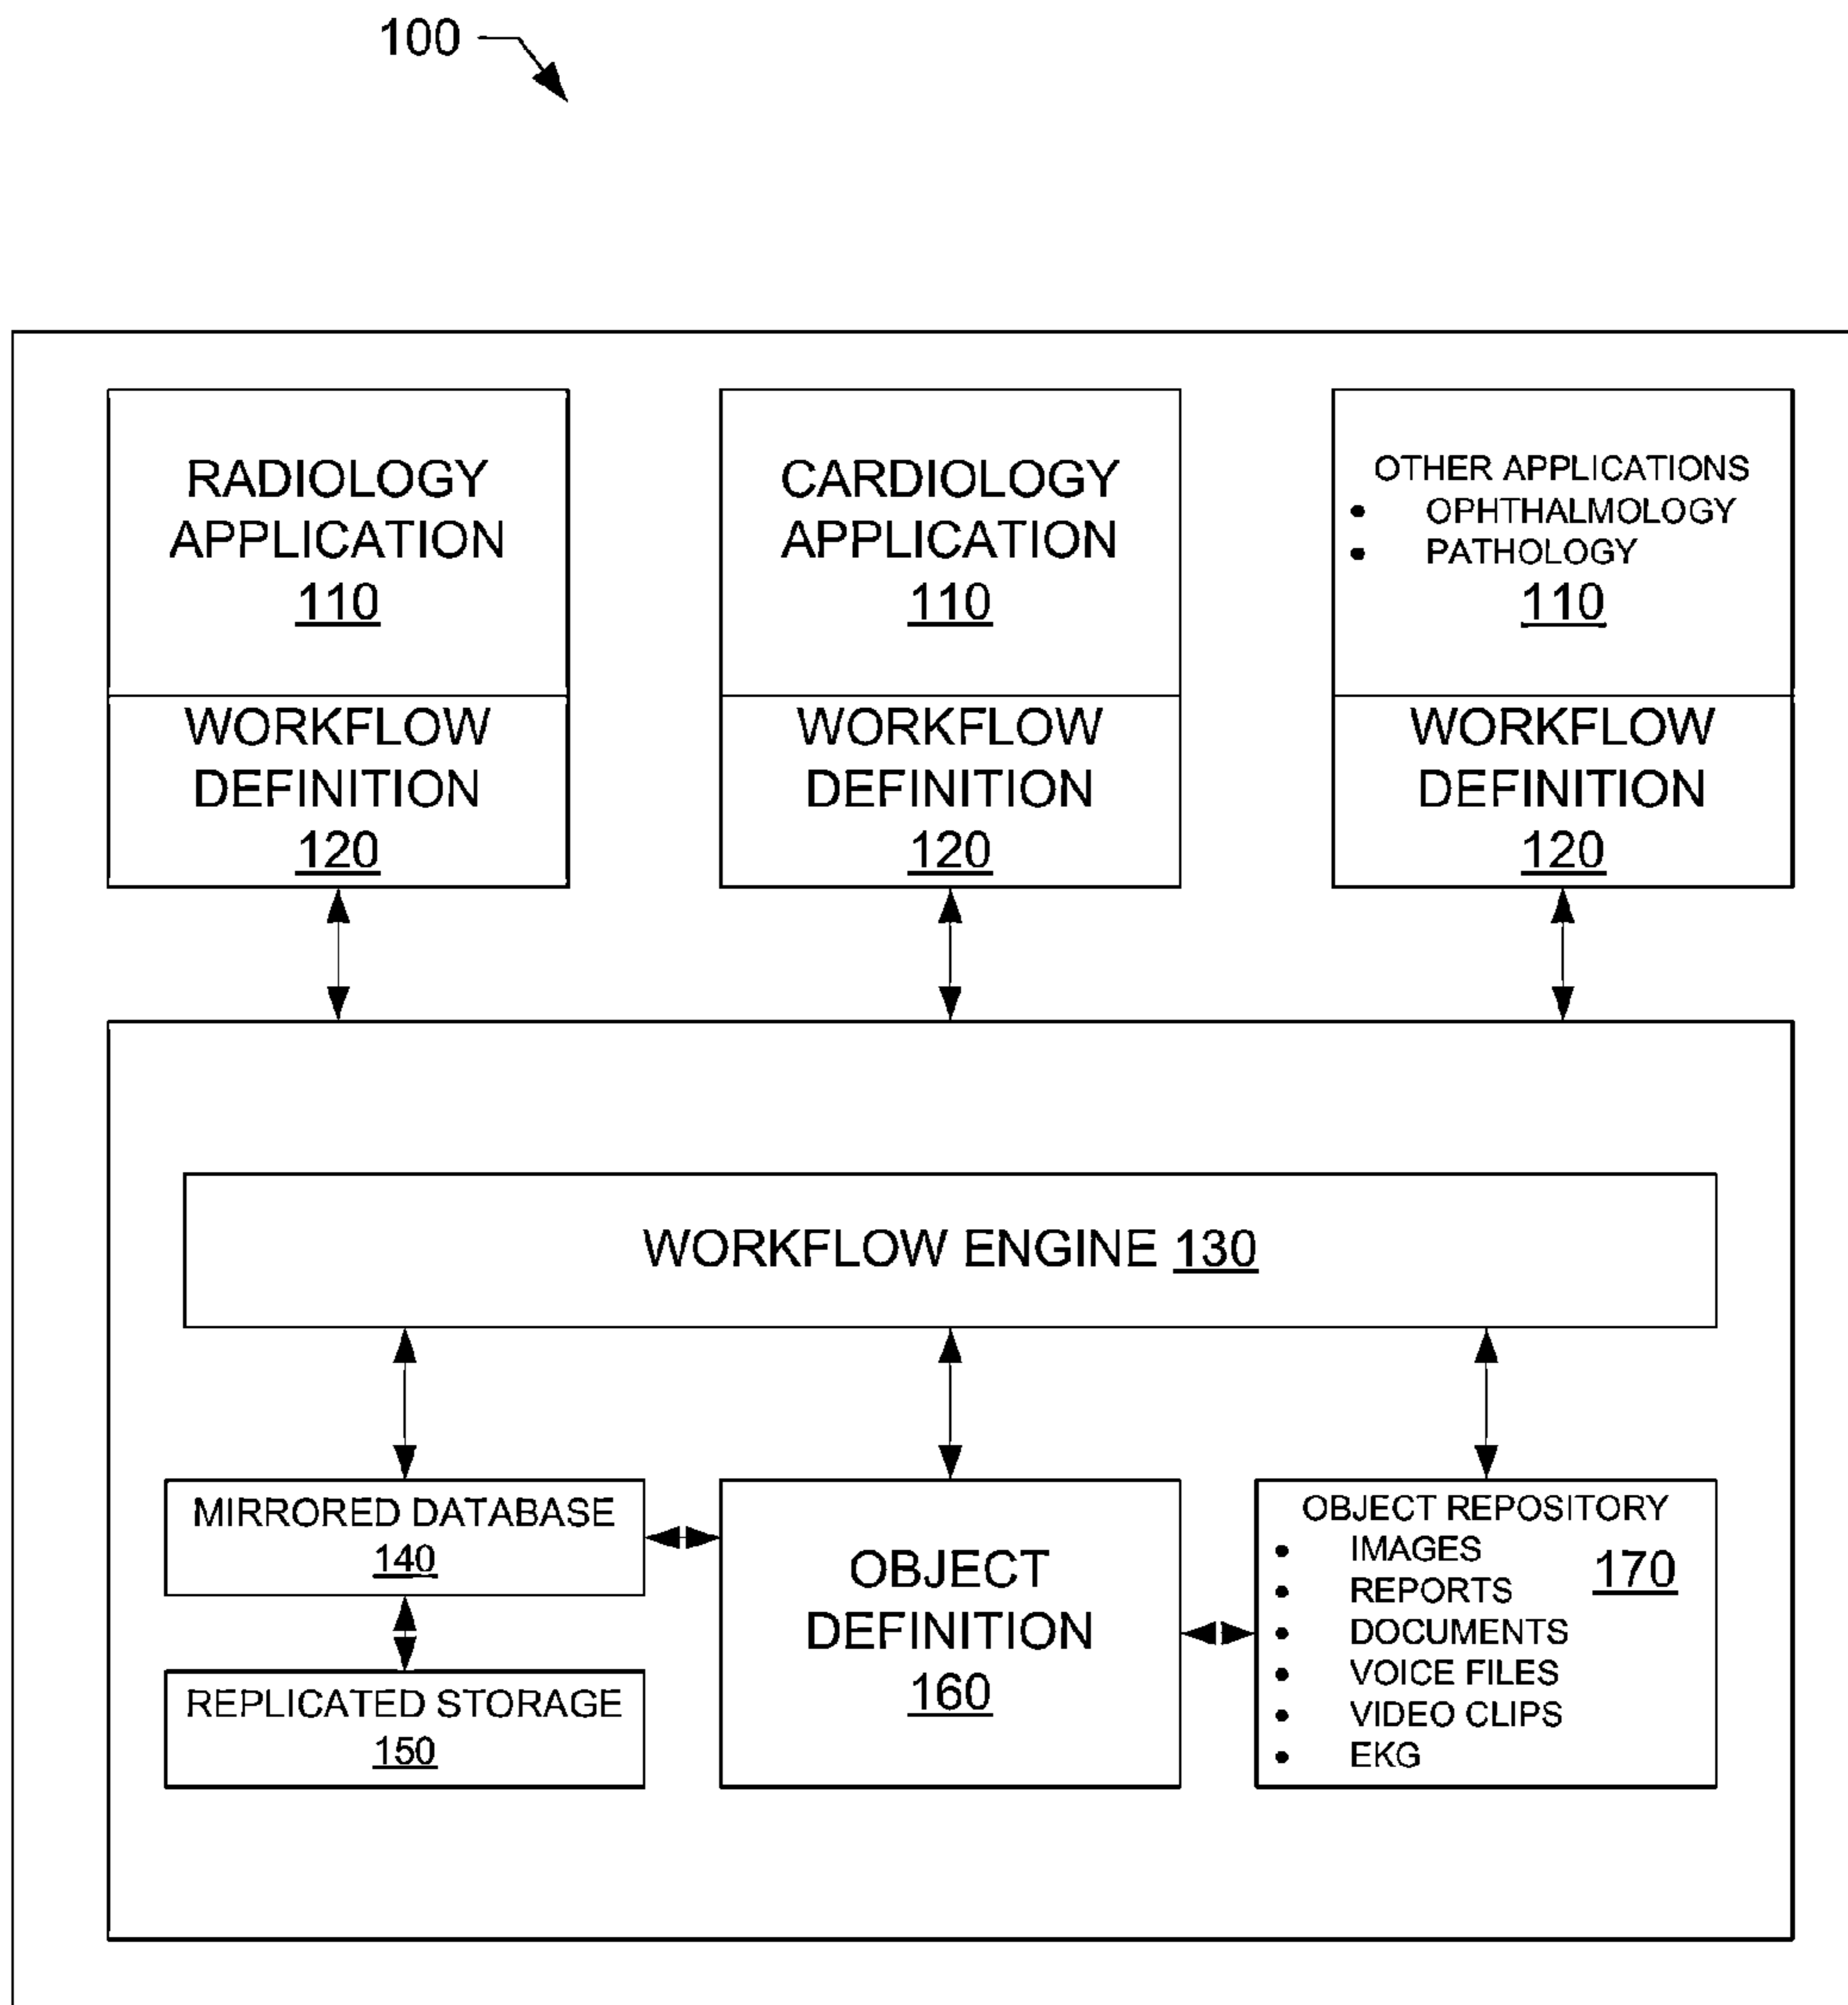 100
RADIOLOGY
APPLICATION
110
WORKFLOW
DEFINITION
120
CARDIOLOGY
APPLICATION
110
WORKFLOW
DEFINITION
120
OTHER APPLICATIONS
• OPHTHALMOLOGY
• PATHOLOGY
110
WORKFLOW
DEFINITION
120
WORKFLOW ENGINE 130
MIRRORED DATABASE
140
REPLICATED STORAGE
150
OBJECT
DEFINITION
160
OBJECT REPOSITORY
• IMAGES
170
• REPORTS
• DOCUMENTS
• VOICE FILES
• VIDEO CLIPS
• EKG